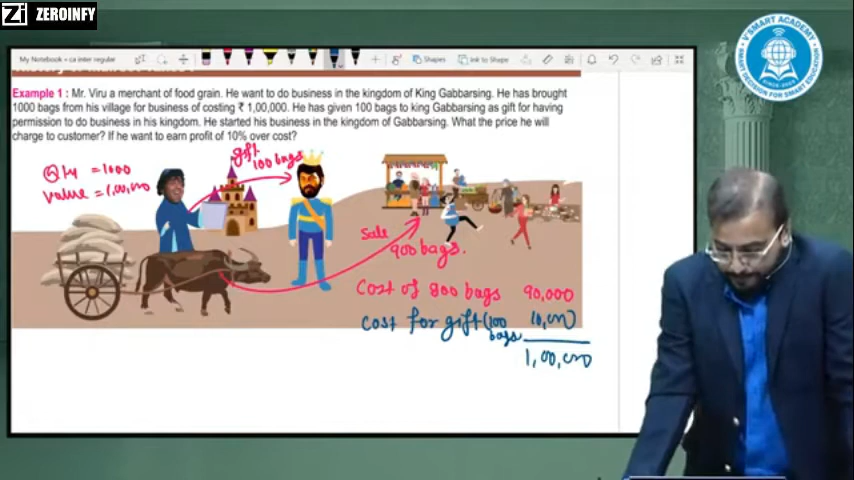 Zi ZEROINFY
My Notebook • ca inter regular
Shapes
Ink to Shape
Example 1 : Mr. Viru a merchant of food grain. He want to do business in the kingdom of King Gabbarsing. He has brought
1000 bags from his village for business of costing ₹ 1,00,000. He has given 100 bags to king Gabbarsing as gift for having
permission to do business in his kingdom. He started his business in the kingdom of Gabbarsing. What the price he will
charge to customer? If he want to earn profit of 10% over cost?
Qty = 1000
Value = 1,00,000
gift
100 bags
Sale
900 bags.
Cost of 900 bags 90,000
Cost for gift (100 bags 10,000
1,00,000
V'SMART ACADEMY
SMART DECISION FOR SMART EDUCATION